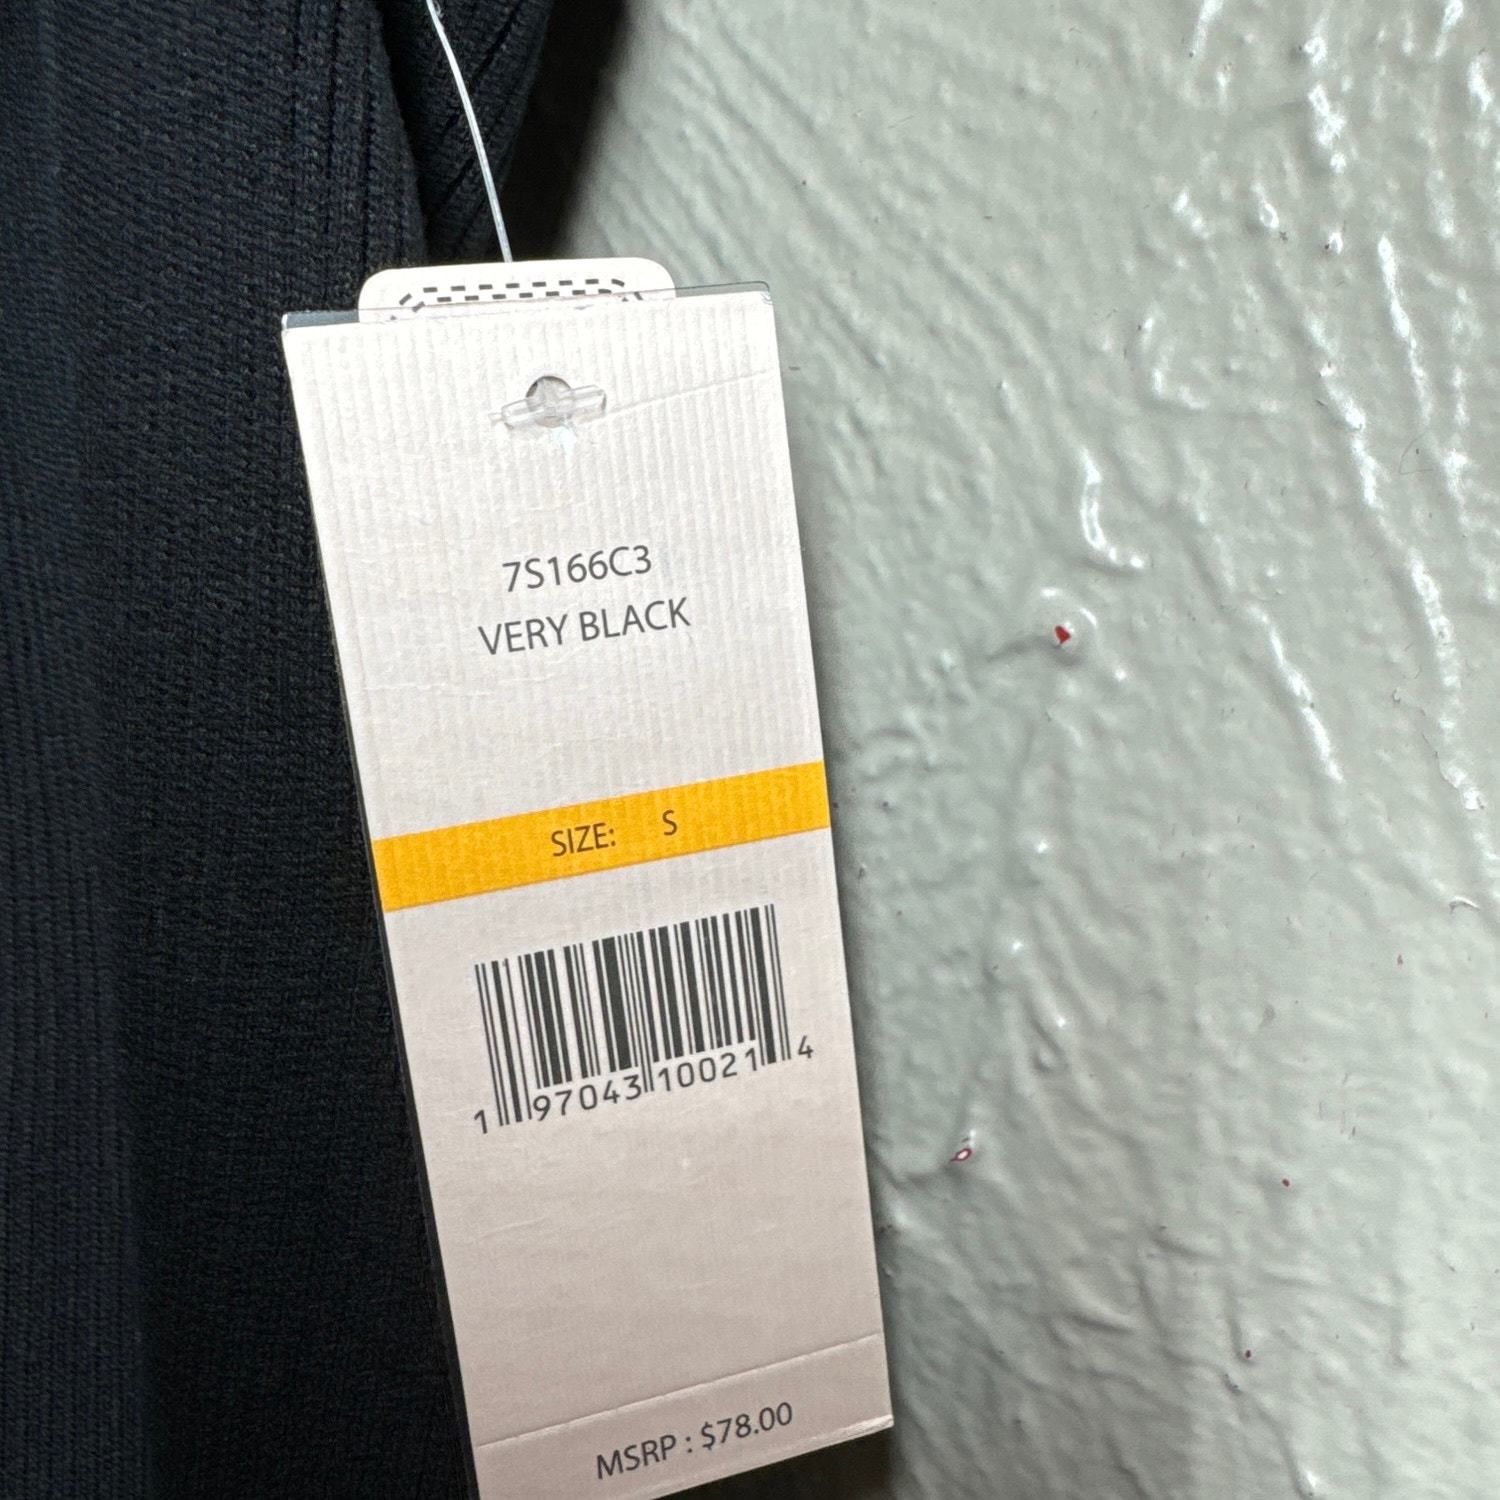 7S166C3
VERY BLACK
SIZE: S
1 97043 10021 4
MSRP : $78.00